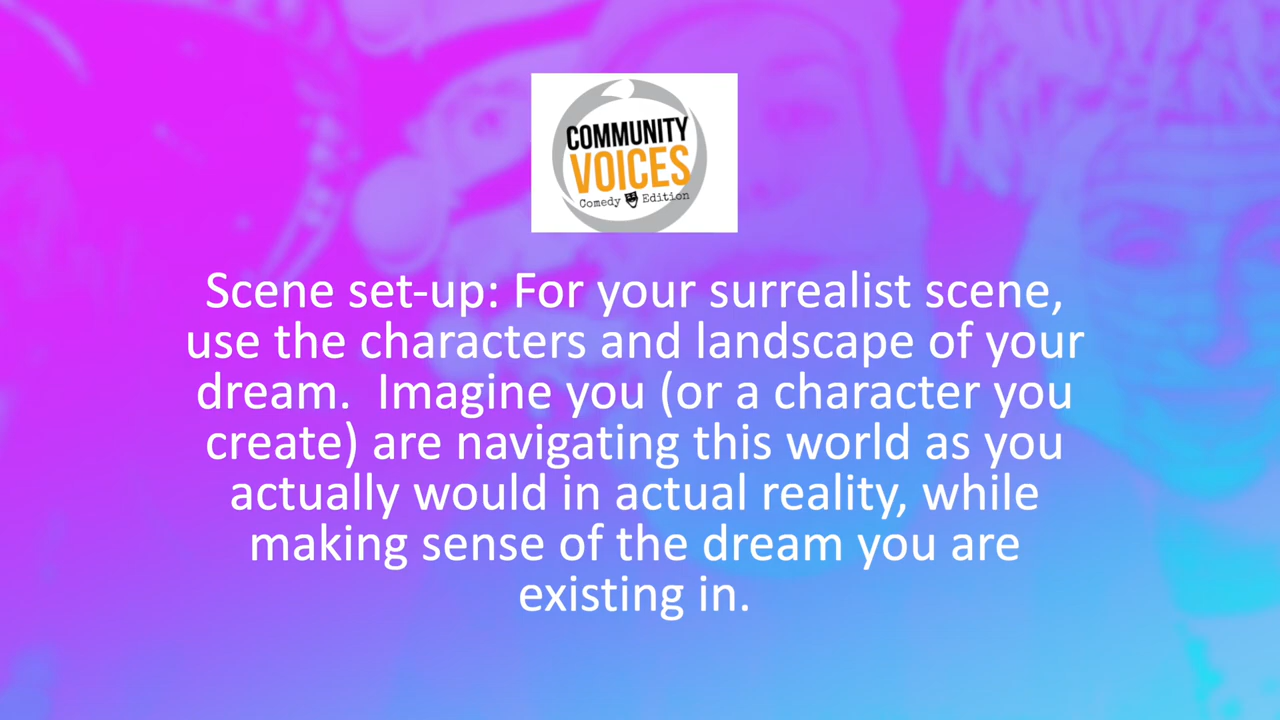 COMMUNITY
VOICES
Comedy Edition
Scene set-up: For your surrealist scene,
use the characters and landscape of your
dream.  Imagine you (or a character you
create) are navigating this world as you
actually would in actual reality, while
making sense of the dream you are
existing in.